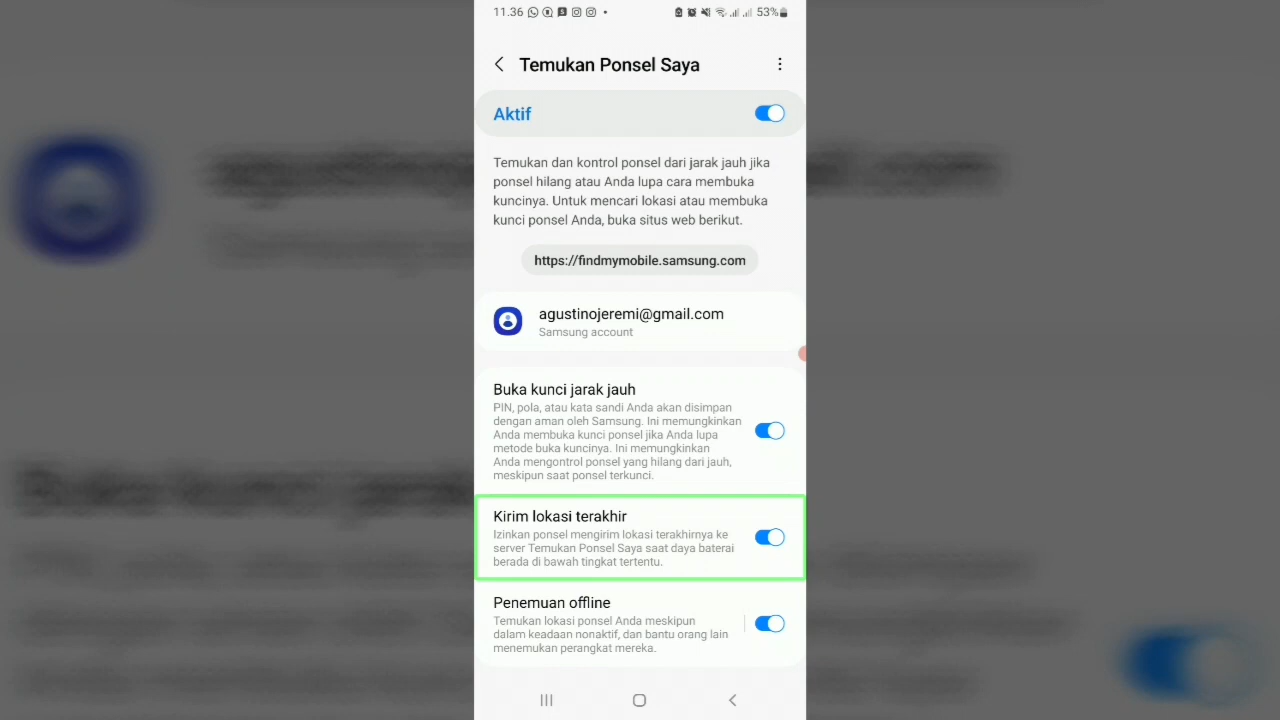 11.36
53%
Temukan Ponsel Saya
Aktif
Temukan dan kontrol ponsel dari jarak jauh jika
ponsel hilang atau Anda lupa cara membuka
kuncinya. Untuk mencari lokasi atau membuka
kunci ponsel Anda, buka situs web berikut.
https://findmymobile.samsung.com
agustinojeremi@gmail.com
Samsung account
Buka kunci jarak jauh
PIN, pola, atau kata sandi Anda akan disimpan
dengan aman oleh Samsung. Ini memungkinkan
Anda membuka kunci ponsel jika Anda lupa
metode buka kuncinya. Ini memungkinkan
Anda mengontrol ponsel yang hilang dari jauh,
meskipun saat ponsel terkunci.
Kirim lokasi terakhir
Izinkan ponsel mengirim lokasi terakhirnya ke
server Temukan Ponsel Saya saat daya baterai
berada di bawah tingkat tertentu.
Penemuan offline
Temukan lokasi ponsel Anda meskipun
dalam keadaan nonaktif, dan bantu orang lain
menemukan perangkat mereka.